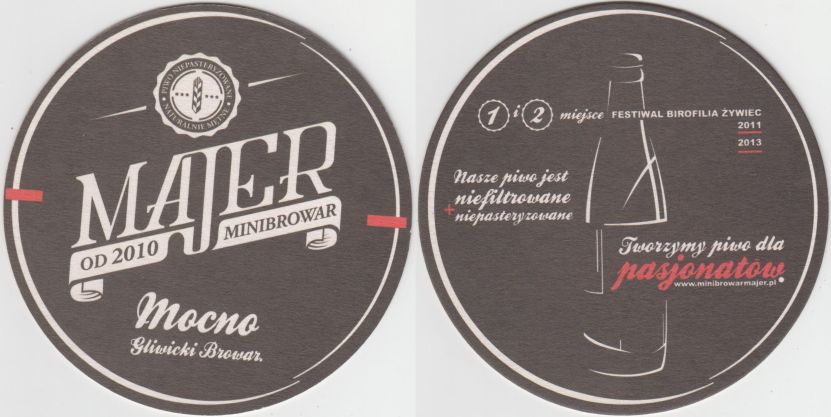 PIWO NIEPASTERYZOWANE
NATURALNIE MĘTNE
MAJER
OD 2010 MINIBROWAR
Mocno
Gliwicki Browar.
1 i 2 miejsce FESTIWAL BIROFILIA ŻYWIEC
2011
2013
Nasze piwo jest
niefiltrowane
+ niepasteryzowane
Tworzymy piwo dla
pasjonatów.
www.minibrowarmajer.pl